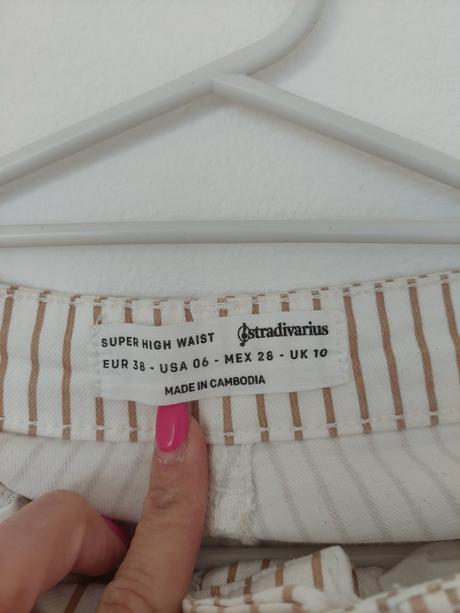 SUPER HIGH WAIST stradivarius
EUR 38 - USA 06 - MEX 28 - UK 10
MADE IN CAMBODIA